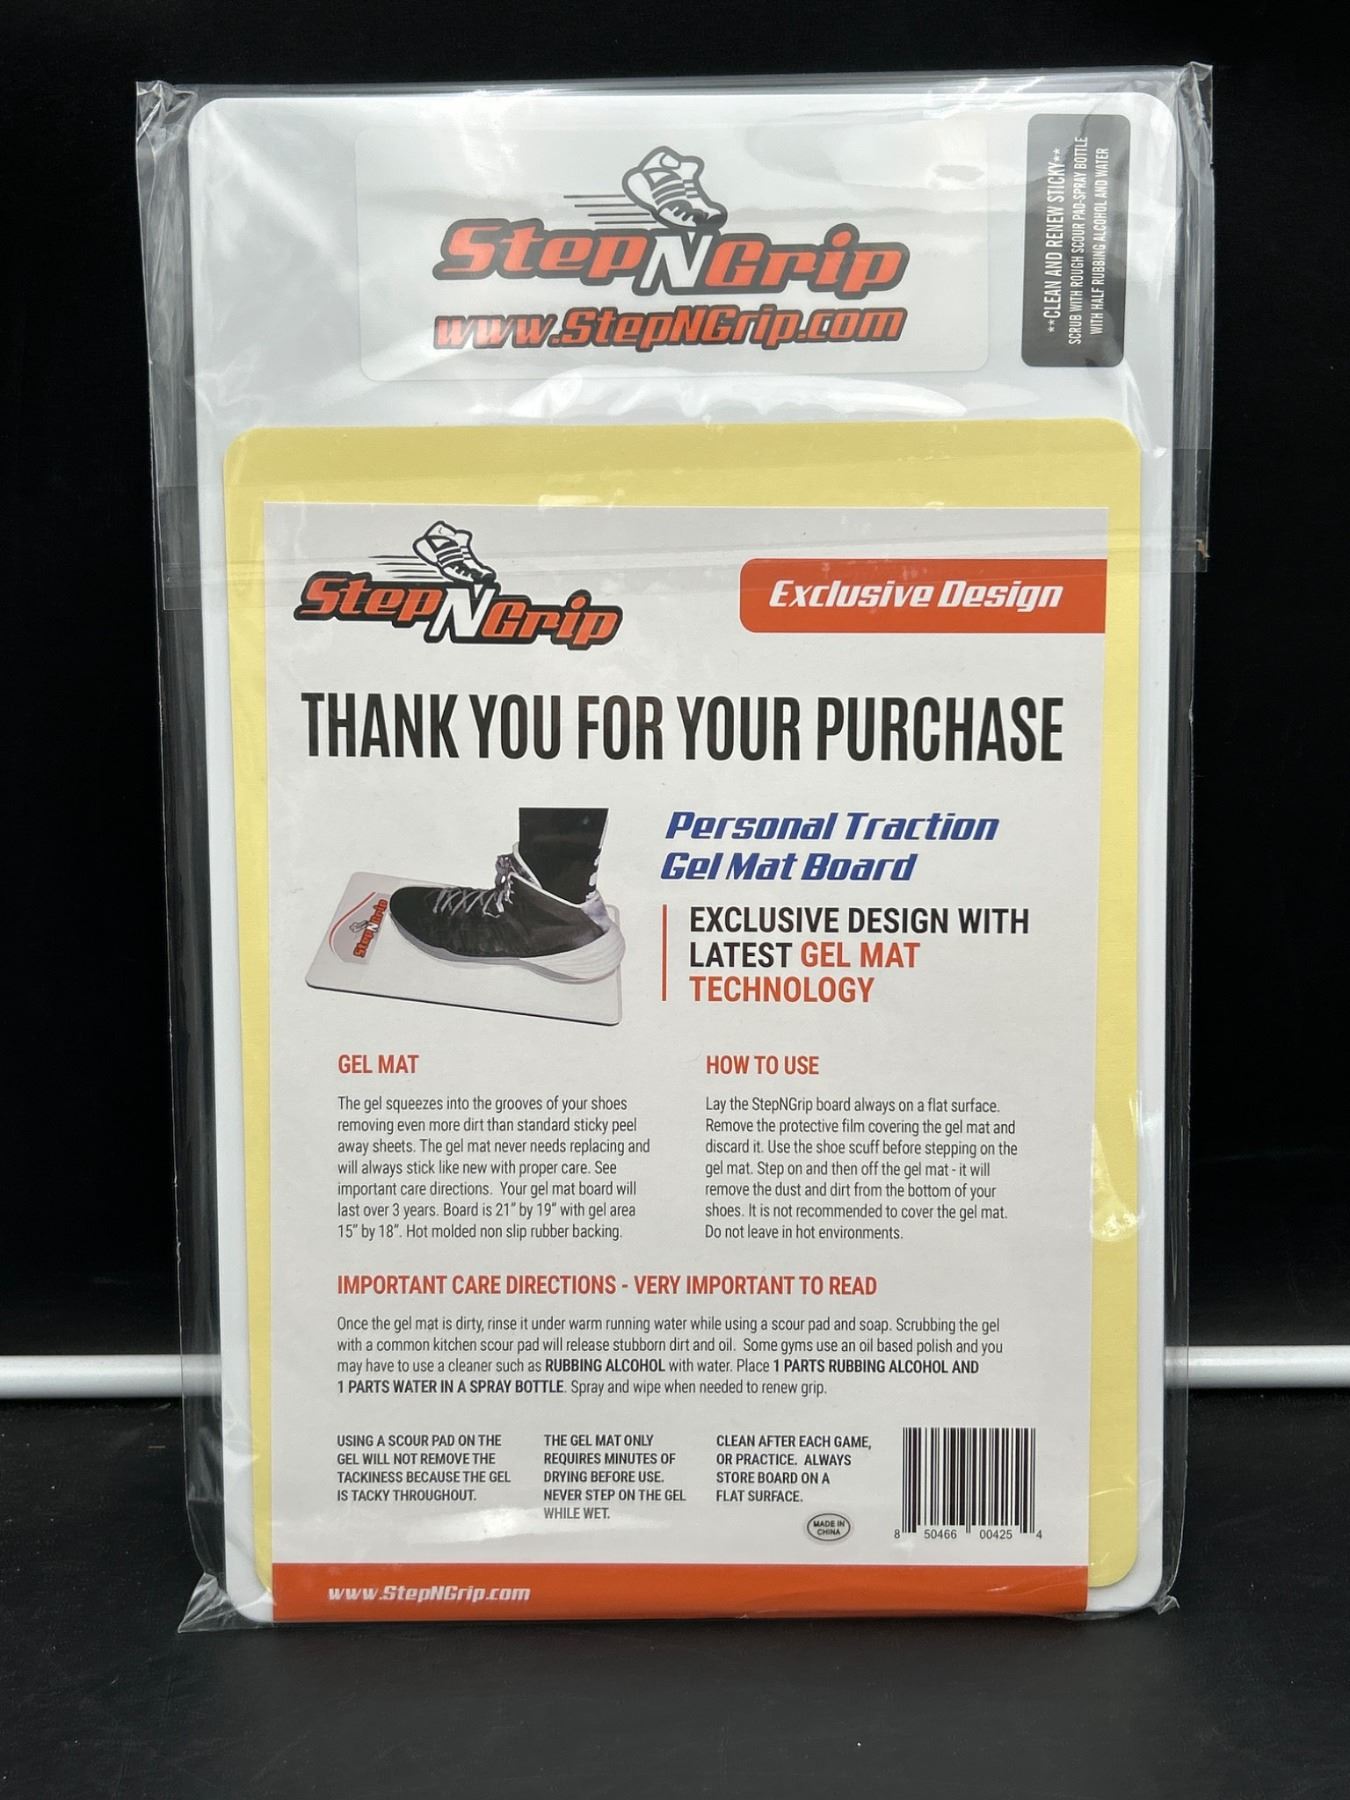 StepNGrip
www.StepNGrip.com
**CLEAN AND RENEW STICKY**
SCRUB WITH ROUGH SCOUR PAD-SPRAY BOTTLE
WITH HALF RUBBING ALCOHOL AND WATER
StepNGrip
Exclusive Design
THANK YOU FOR YOUR PURCHASE
StepNGrip
Personal Traction
Gel Mat Board
EXCLUSIVE DESIGN WITH
LATEST GEL MAT
TECHNOLOGY
GEL MAT
The gel squeezes into the grooves of your shoes
removing even more dirt than standard sticky peel
away sheets. The gel mat never needs replacing and
will always stick like new with proper care. See
important care directions. Your gel mat board will
last over 3 years. Board is 21" by 19" with gel area
15" by 18". Hot molded non slip rubber backing.
HOW TO USE
Lay the StepNGrip board always on a flat surface.
Remove the protective film covering the gel mat and
discard it. Use the shoe scuff before stepping on the
gel mat. Step on and then off the gel mat - it will
remove the dust and dirt from the bottom of your
shoes. It is not recommended to cover the gel mat.
Do not leave in hot environments.
IMPORTANT CARE DIRECTIONS - VERY IMPORTANT TO READ
Once the gel mat is dirty, rinse it under warm running water while using a scour pad and soap. Scrubbing the gel
with a common kitchen scour pad will release stubborn dirt and oil. Some gyms use an oil based polish and you
may have to use a cleaner such as RUBBING ALCOHOL with water. Place 1 PARTS RUBBING ALCOHOL AND
1 PARTS WATER IN A SPRAY BOTTLE. Spray and wipe when needed to renew grip.
USING A SCOUR PAD ON THE
GEL WILL NOT REMOVE THE
TACKINESS BECAUSE THE GEL
IS TACKY THROUGHOUT.
THE GEL MAT ONLY
REQUIRES MINUTES OF
DRYING BEFORE USE.
NEVER STEP ON THE GEL
WHILE WET.
CLEAN AFTER EACH GAME,
OR PRACTICE. ALWAYS
STORE BOARD ON A
FLAT SURFACE.
MADE IN
CHINA
8 50466 00425 4
www.StepNGrip.com